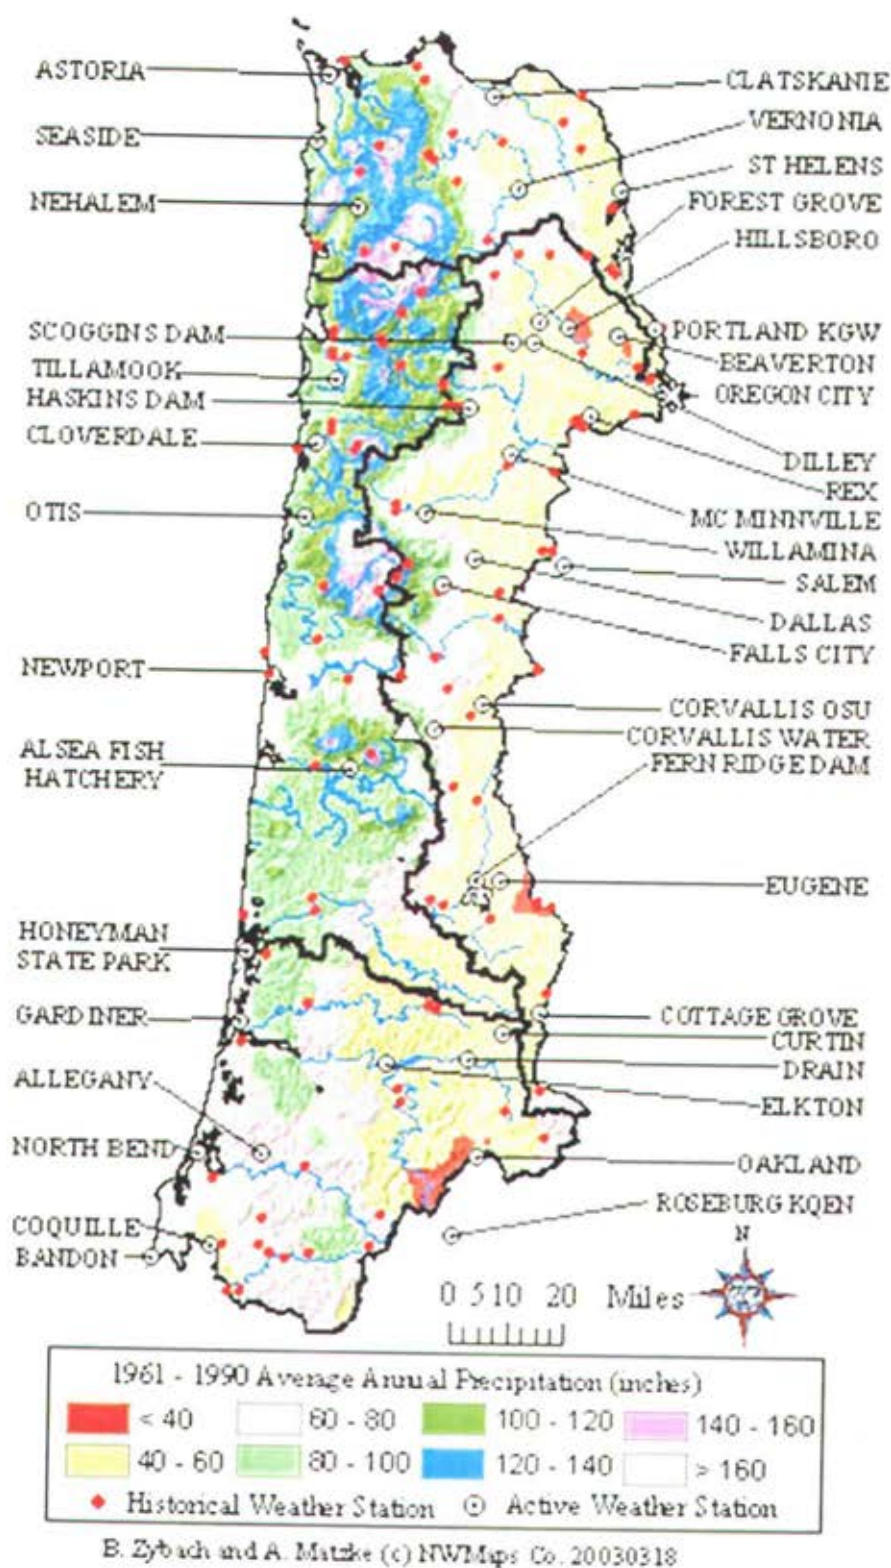 ASTORIA
SEASIDE
NEHALEM
SCOGGINS DAM
TILLAMOOK
HASKINS DAM
CLOVERDALE
OTIS
NEWPORT
ALSEA FISH
HATCHERY
HONEYMAN
STATE PARK
GARDINER
ALLEGANY
NORTH BEND
COQUILLE
BANDON
CLATSKANIE
VERNONIA
ST HELENS
FOREST GROVE
HILLSBORO
PORTLAND KGW
BEAVERTON
OREGON CITY
DILLEY
REX
MC MINNVILLE
WILLAMINA
SALEM
DALLAS
FALLS CITY
CORVALLIS OSU
CORVALLIS WATER
FERN RIDGE DAM
EUGENE
COTTAGE GROVE
CURTIN
DRAIN
ELKTON
OAKLAND
ROSEBURG KQEN
N
0 5 10 20 Miles
1961 - 1990 Average Annual Precipitation (inches)
< 40 60 - 80 100 - 120 140 - 160
40 - 60 80 - 100 120 - 140 > 160
Historical Weather Station Active Weather Station
B. Zybach and A. Matzke (c) NWMaps Co. 20030318